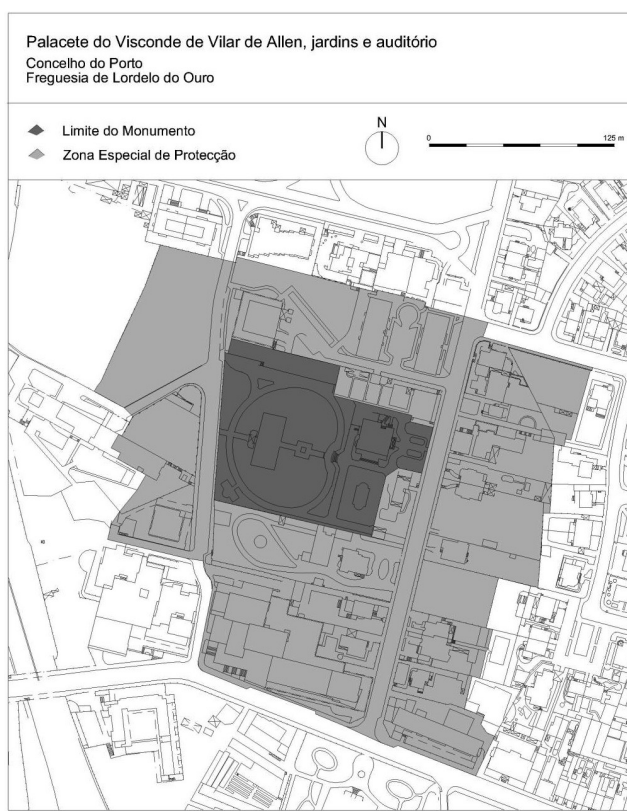 Palacete do Visconde de Vilar de Allen, jardins e auditório
Concelho do Porto
Freguesia de Lordelo do Ouro
Limite do Monumento
Zona Especial de Protecção
N
0 125 m